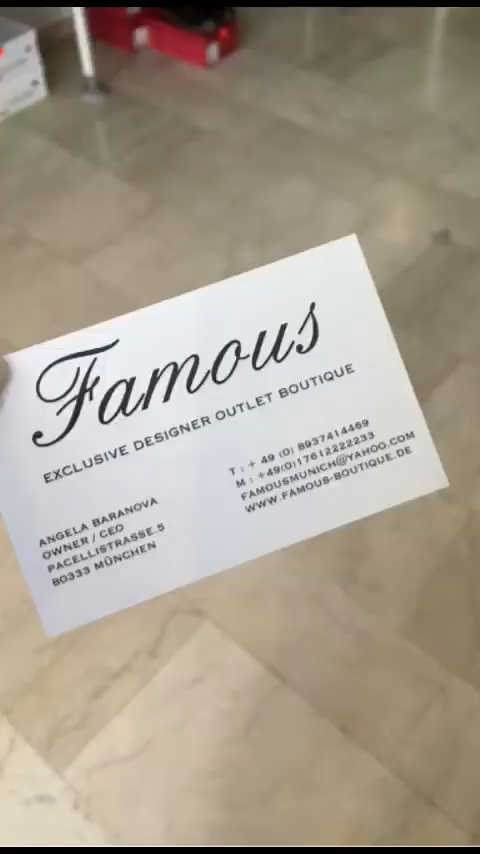 Famous
EXCLUSIVE DESIGNER OUTLET BOUTIQUE
T : + 49 (0) 8937414469
M : +49(0)17612222233
FAMOUSMUNICH@YAHOO.COM
WWW.FAMOUS-BOUTIQUE.DE
ANGELA BARANOVA
OWNER / CEO
PACELLISTRASSE.5
80333 MÜNCHEN